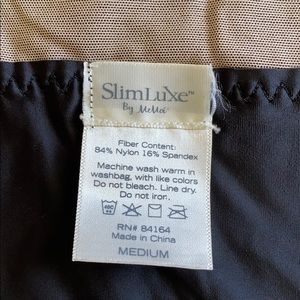 SlimLuxe™
By MeMoi
Fiber Content:
84% Nylon 16% Spandex
Machine wash warm in
washbag, with like colors
Do not bleach. Line dry.
Do not iron.
RN# 84164
Made in China
MEDIUM